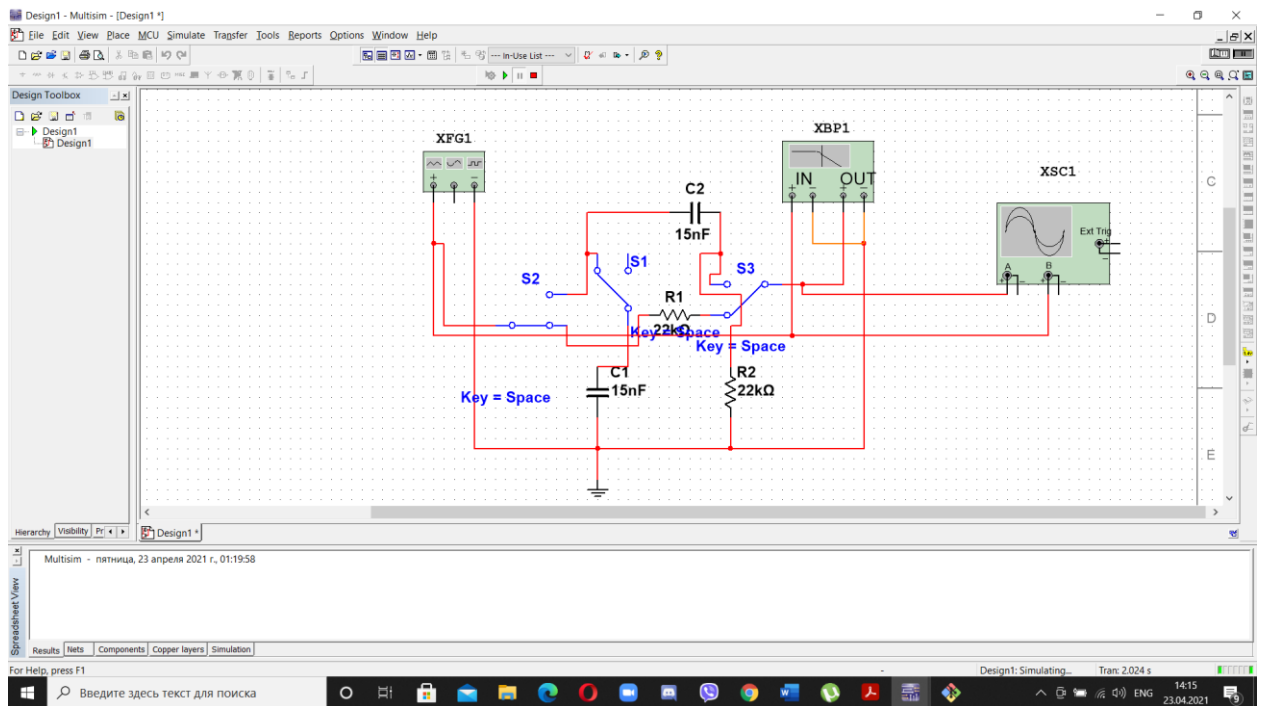 Design1 - Multisim - [Design1 *]
File Edit View Place MCU Simulate Transfer Tools Reports Options Window Help
--- In-Use List ---
Design Toolbox
Design1
Design1
XFG1
XBP1
IN OUT
XSC1
Ext Trig
A B
C2
15nF
S1
S2
S3
R1
22kΩ
Key = Space
Key = Space
C1
15nF
R2
22kΩ
Key = Space
C
D
E
Hierarchy Visibility Pr
Design1 *
Multisim - пятница, 23 апреля 2021 г., 01:19:58
Spreadsheet View
Results Nets Components Copper layers Simulation
For Help, press F1
Design1: Simulating... Tran: 2.024 s
Введите здесь текст для поиска
ENG
14:15
23.04.2021
9